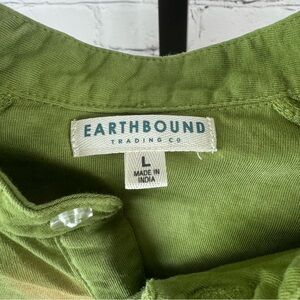 EARTHBOUND
TRADING CO
L
MADE IN
INDIA